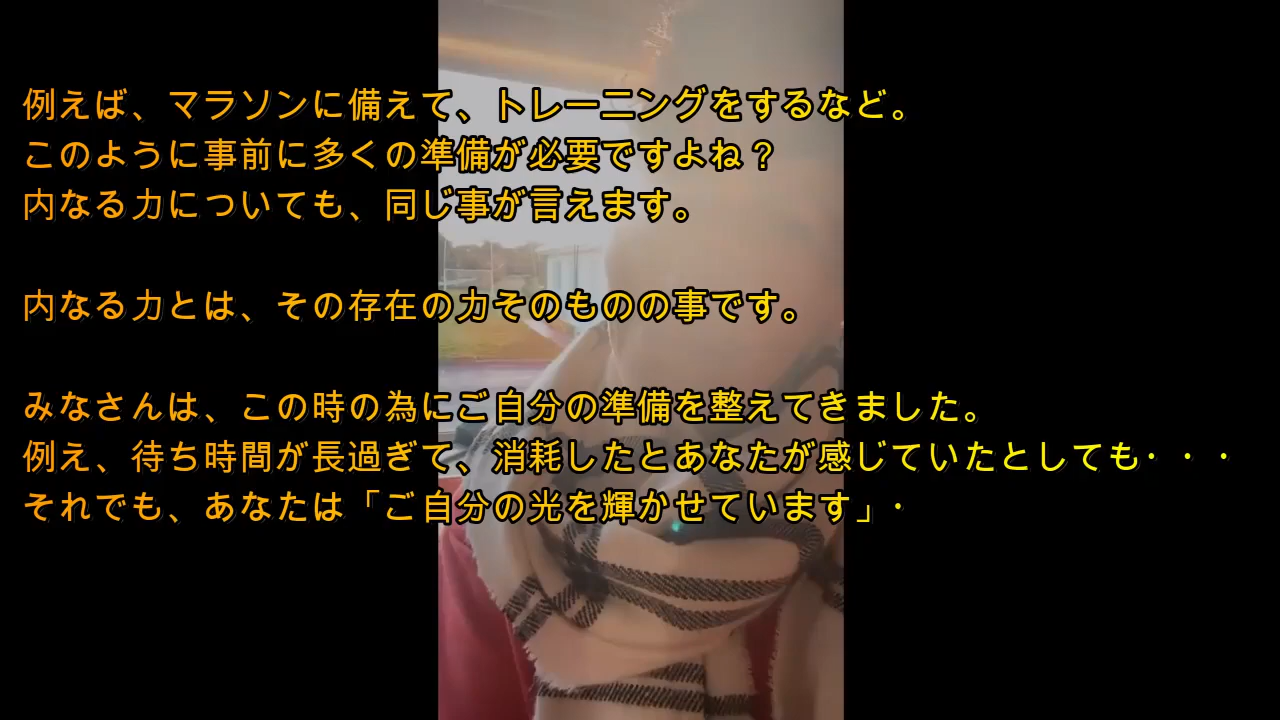 例えば、マラソンに備えて、トレーニングをするなど。
このように事前に多くの準備が必要ですよね？
内なる力についても、同じ事が言えます。
内なる力とは、その存在の力そのものの事です。
みなさんは、この時の為にご自分の準備を整えてきました。
例え、待ち時間が長過ぎて、消耗したとあなたが感じていたとしても・・・
それでも、あなたは「ご自分の光を輝かせています」・